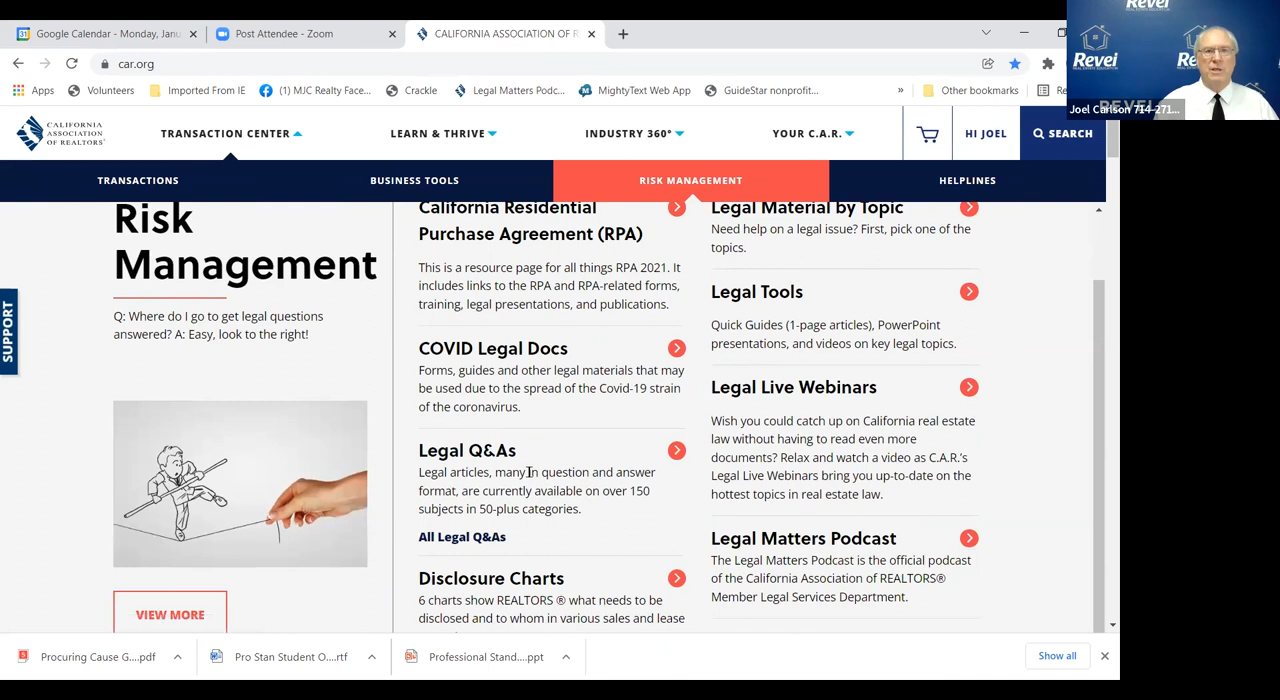 Google Calendar - Monday, Janu
Post Attendee - Zoom
CALIFORNIA ASSOCIATION OF R
car.org
Apps
Volunteers
Imported From IE
(1) MJC Realty Face...
Crackle
Legal Matters Podc...
MightyText Web App
GuideStar nonprofit...
»
Other bookmarks
Revei
Revei
REAL ESTATE EDUCATION
Joel Carlson 714-271...
CALIFORNIA
ASSOCIATION
OF REALTORS®
TRANSACTION CENTER
LEARN & THRIVE
INDUSTRY 360°
YOUR C.A.R.
HI JOEL
SEARCH
TRANSACTIONS
BUSINESS TOOLS
RISK MANAGEMENT
HELPLINES
Risk
Management
Q: Where do I go to get legal questions
answered? A: Easy, look to the right!
VIEW MORE
SUPPORT
California Residential
Purchase Agreement (RPA)
This is a resource page for all things RPA 2021. It
includes links to the RPA and RPA-related forms,
training, legal presentations, and publications.
COVID Legal Docs
Forms, guides and other legal materials that may
be used due to the spread of the Covid-19 strain
of the coronavirus.
Legal Q&As
Legal articles, many in question and answer
format, are currently available on over 150
subjects in 50-plus categories.
All Legal Q&As
Disclosure Charts
6 charts show REALTORS ® what needs to be
disclosed and to whom in various sales and lease
Legal Material by Topic
Need help on a legal issue? First, pick one of the
topics.
Legal Tools
Quick Guides (1-page articles), PowerPoint
presentations, and videos on key legal topics.
Legal Live Webinars
Wish you could catch up on California real estate
law without having to read even more
documents? Relax and watch a video as C.A.R.'s
Legal Live Webinars bring you up-to-date on the
hottest topics in real estate law.
Legal Matters Podcast
The Legal Matters Podcast is the official podcast
of the California Association of REALTORS®
Member Legal Services Department.
Procuring Cause G....pdf
Pro Stan Student O....rtf
Professional Stand....ppt
Show all